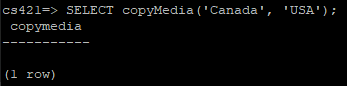 cs421=> SELECT copyMedia('Canada', 'USA');
 copymedia
-----------

(1 row)